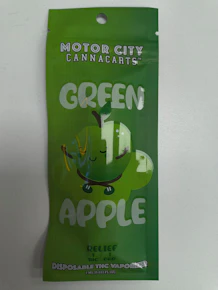 MOTOR CITY
CANNACARTS
GREEN
APPLE
DISPOSABLE THC VAPORIZER